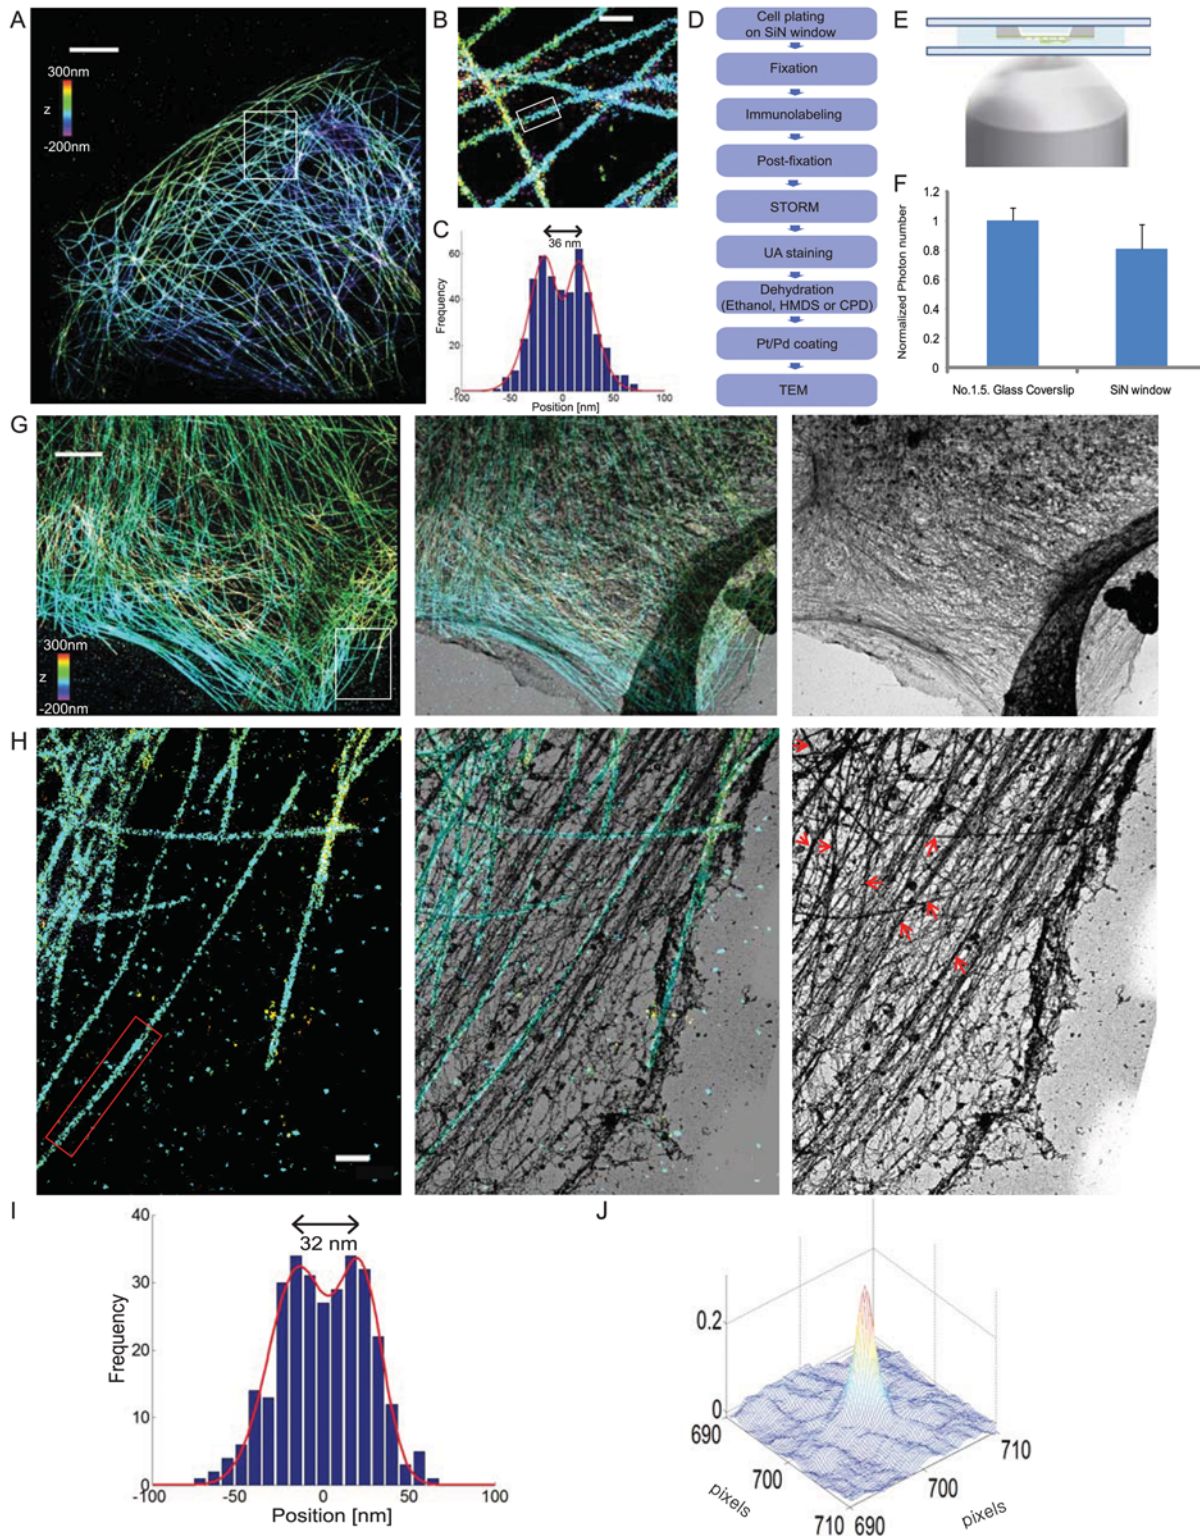 A
300nm
z
-200nm
B
C
36 nm
Frequency
60
40
20
0
-100
-50
0
50
100
Position [nm]
D
Cell plating
on SiN window
Fixation
Immunolabeling
Post-fixation
STORM
UA staining
Dehydration
(Ethanol, HMDS or CPD)
Pt/Pd coating
TEM
E
F
Normalized Photon number
1.2
1
0.8
0.6
0.4
0.2
0
No.1.5. Glass Coverslip
SiN window
G
300nm
z
-200nm
H
I
32 nm
Frequency
40
30
20
10
0
-100
-50
0
50
100
Position [nm]
J
0.2
0
690
700
710
pixels
690
700
710
pixels